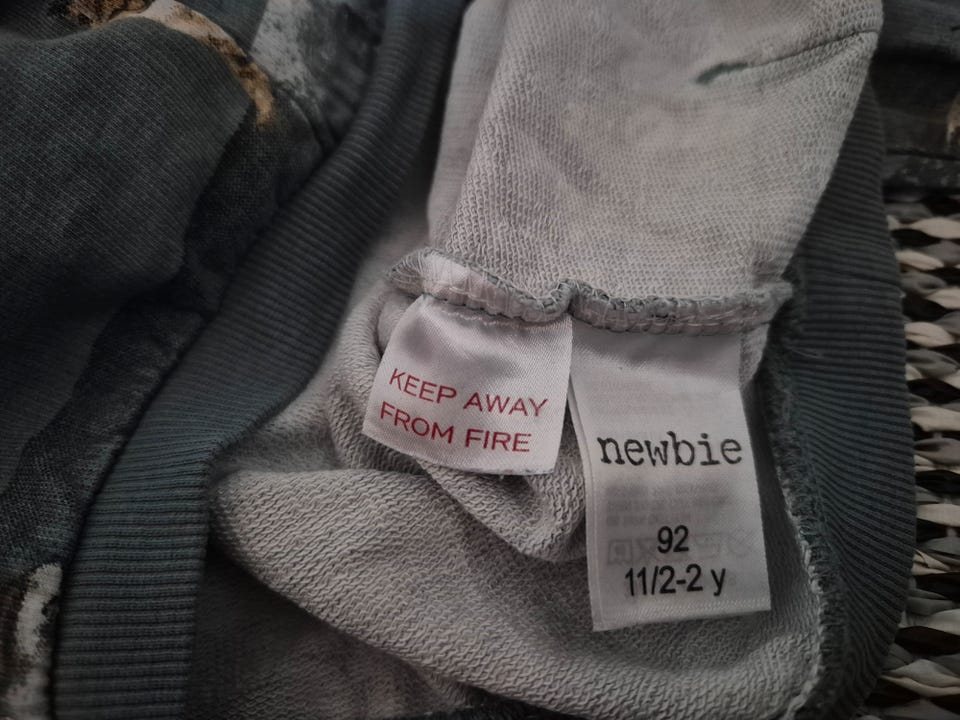 KEEP AWAY
FROM FIRE
newbie
92
11/2-2 y